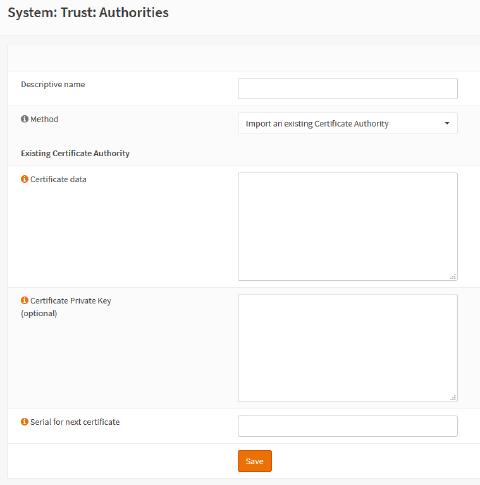 System: Trust: Authorities
Descriptive name
Method
Import an existing Certificate Authority
Existing Certificate Authority
Certificate data
Certificate Private Key
(optional)
Serial for next certificate
Save